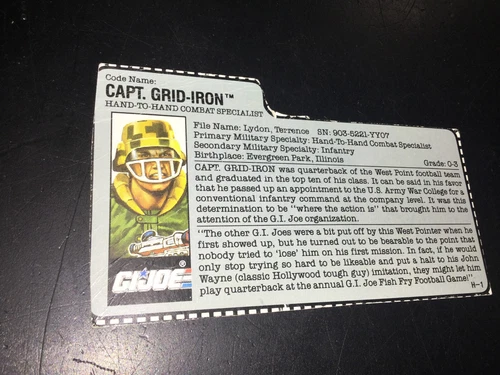 Code Name:
CAPT. GRID-IRON™
HAND-TO-HAND COMBAT SPECIALIST
File Name: Lydon, Terrence SN: 903-5221-YY07
Primary Military Specialty: Hand-To-Hand Combat Specialist
Secondary Military Specialty: Infantry
Birthplace: Evergreen Park, Illinois Grade: O-3
CAPT. GRID-IRON was quarterback of the West Point football team
and graduated in the top ten of his class. It can be said in his favor
that he passed up an appointment to the U.S. Army War College for a
conventional infantry command at the company level. It was this
determination to be "where the action is" that brought him to the
attention of the G.I. Joe organization.
"The other G.I. Joes were a bit put off by this West Pointer when he
first showed up, but he turned out to be bearable to the point that
nobody tried to 'lose' him on his first mission. In fact, if he would
only stop trying so hard to be likeable and put a halt to his John
Wayne (classic Hollywood tough guy) imitation, they might let him
play quarterback at the annual G.I. Joe Fish Fry Football Game!"
H-1
G.I. JOE®